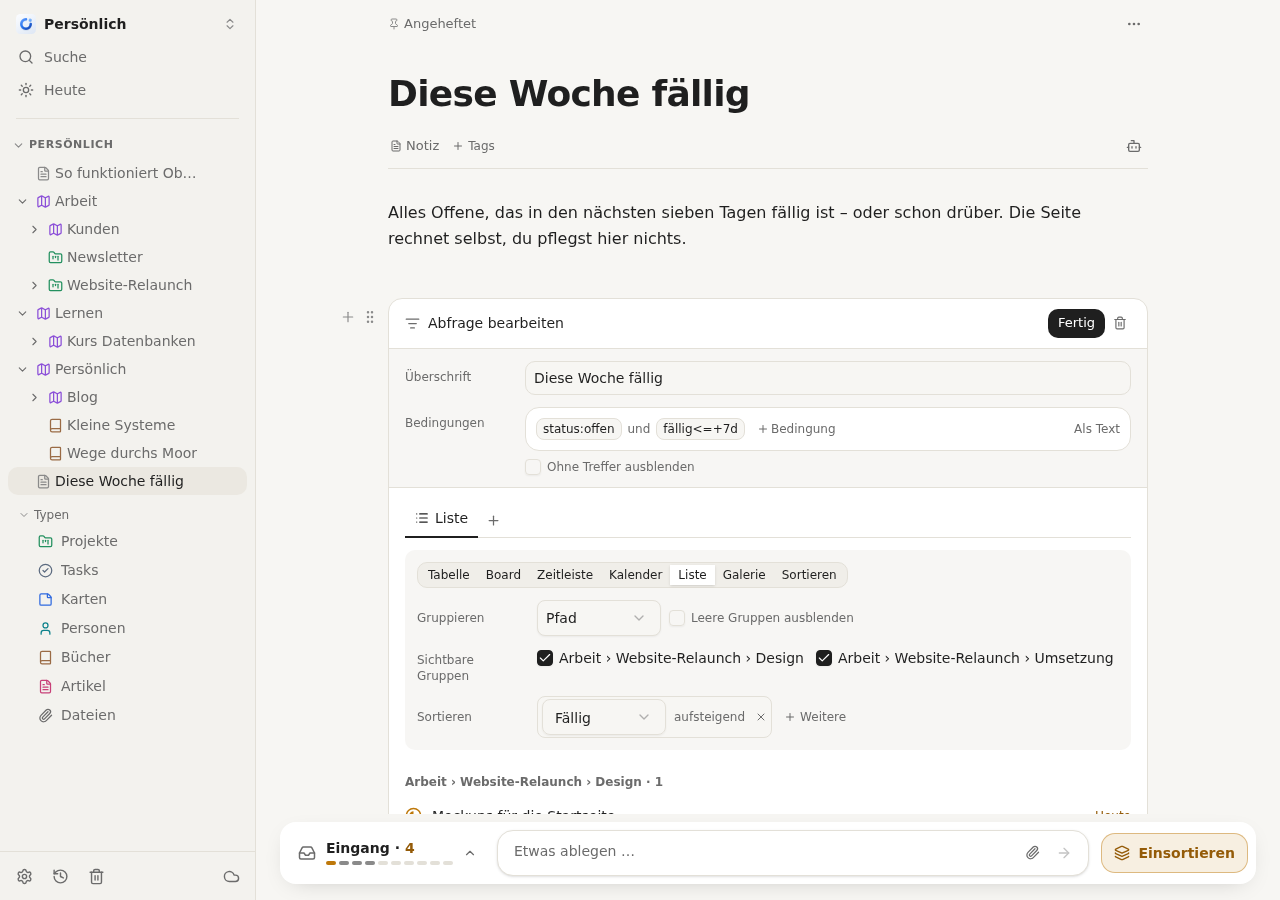 Persönlich
Suche
Heute
PERSÖNLICH
So funktioniert Ob…
Arbeit
Kunden
Newsletter
Website-Relaunch
Lernen
Kurs Datenbanken
Persönlich
Blog
Kleine Systeme
Wege durchs Moor
Diese Woche fällig
Typen
Projekte
Tasks
Karten
Personen
Bücher
Artikel
Dateien
Angeheftet
Diese Woche fällig
Notiz + Tags
Alles Offene, das in den nächsten sieben Tagen fällig ist – oder schon drüber. Die Seite
rechnet selbst, du pflegst hier nichts.
Abfrage bearbeiten Fertig
Überschrift Diese Woche fällig
Bedingungen status:offen und fällig<=+7d + Bedingung Als Text
Ohne Treffer ausblenden
Liste +
Tabelle Board Zeitleiste Kalender Liste Galerie Sortieren
Gruppieren Pfad Leere Gruppen ausblenden
Sichtbare Gruppen Arbeit › Website-Relaunch › Design Arbeit › Website-Relaunch › Umsetzung
Sortieren Fällig aufsteigend × + Weitere
Arbeit › Website-Relaunch › Design · 1
Mockups für die Startseite Heute
Eingang · 4
Etwas ablegen …
Einsortieren